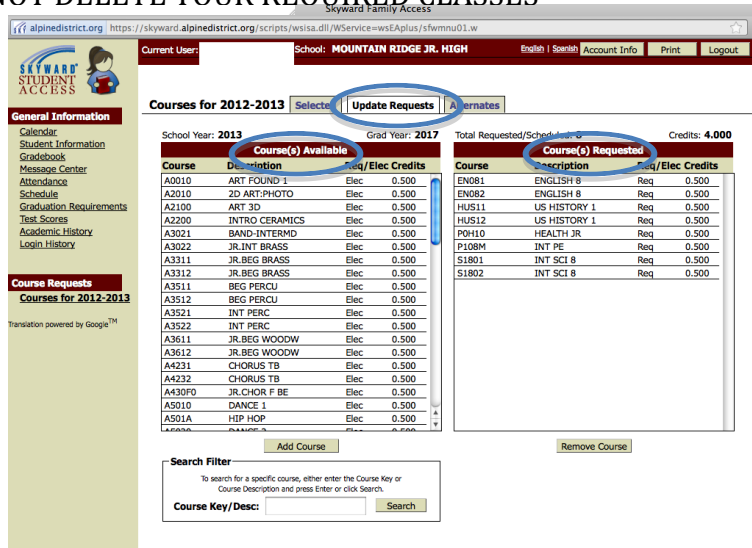 NOT DELETE YOUR REQUIRED CLASSES
Skyward Family Access
alpinedistrict.org https://skyward.alpinedistrict.org/scripts/wsisa.dll/WService=wsEAplus/sfwmnu01.w
Current User: School: MOUNTAIN RIDGE JR. HIGH English | Spanish Account Info Print Logout
SKYWARD
STUDENT
ACCESS
General Information
Calendar
Student Information
Gradebook
Message Center
Attendance
Schedule
Graduation Requirements
Test Scores
Academic History
Login History
Course Requests
Courses for 2012-2013
Translation powered by Google TM
Courses for 2012-2013 Selected Update Requests Alternates
School Year: 2013 Grad Year: 2017
Course(s) Available
Course Description Req/Elec Credits
A0010 ART FOUND 1 Elec 0.500
A2010 2D ART:PHOTO Elec 0.500
A2100 ART 3D Elec 0.500
A2200 INTRO CERAMICS Elec 0.500
A3021 BAND-INTERMD Elec 0.500
A3022 JR.INT BRASS Elec 0.500
A3311 JR.BEG BRASS Elec 0.500
A3312 JR.BEG BRASS Elec 0.500
A3511 BEG PERCU Elec 0.500
A3512 BEG PERCU Elec 0.500
A3521 INT PERC Elec 0.500
A3522 INT PERC Elec 0.500
A3611 JR.BEG WOODW Elec 0.500
A3612 JR.BEG WOODW Elec 0.500
A4231 CHORUS TB Elec 0.500
A4232 CHORUS TB Elec 0.500
A430F0 JR.CHOR F BE Elec 0.500
A5010 DANCE 1 Elec 0.500
A501A HIP HOP Elec 0.500
Add Course
Search Filter
To search for a specific course, either enter the Course Key or
Course Description and press Enter or click Search.
Course Key/Desc: Search
Total Requested/Scheduled: 8 Credits: 4.000
Course(s) Requested
Course Description Req/Elec Credits
EN081 ENGLISH 8 Req 0.500
EN082 ENGLISH 8 Req 0.500
HUS11 US HISTORY 1 Req 0.500
HUS12 US HISTORY 1 Req 0.500
P0H10 HEALTH JR Req 0.500
P108M INT PE Req 0.500
S1801 INT SCI 8 Req 0.500
S1802 INT SCI 8 Req 0.500
Remove Course